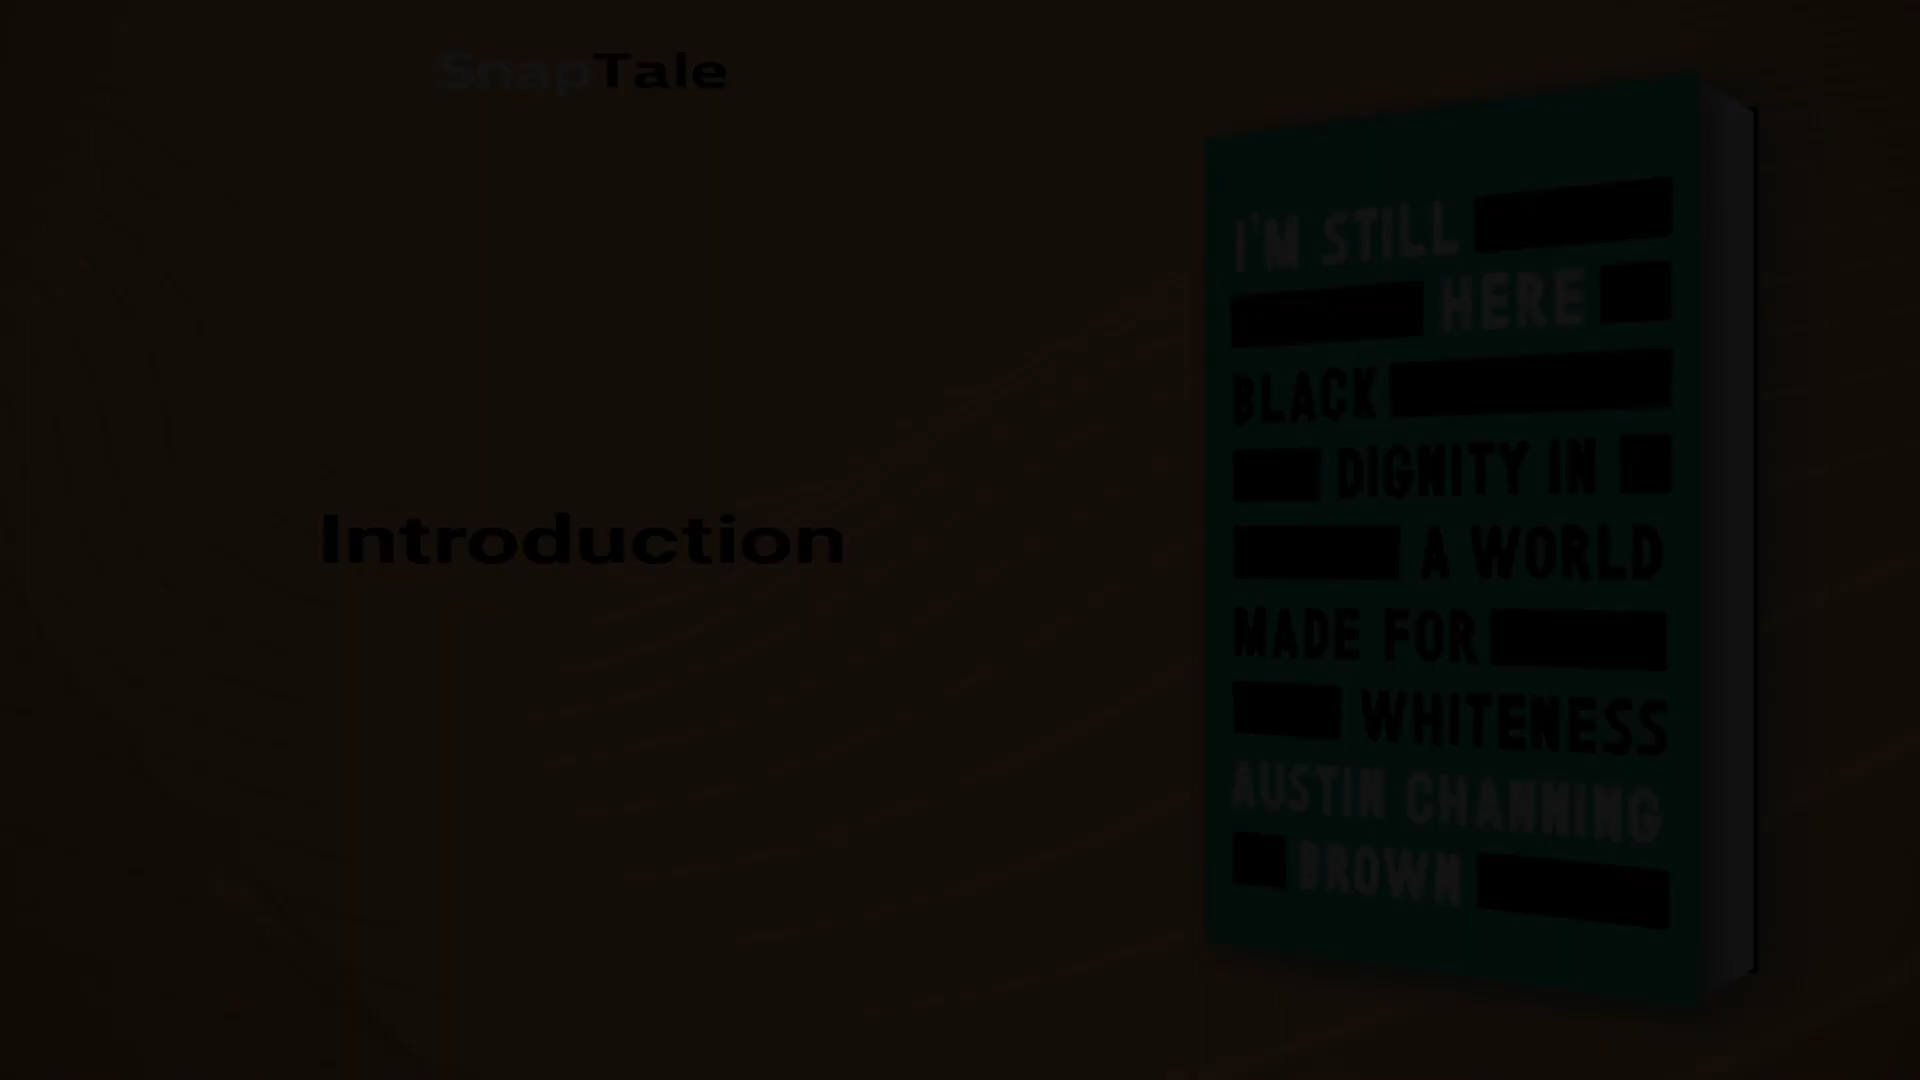 SnapTale
Introduction
I'M STILL
HERE
BLACK
DIGNITY IN
A WORLD
MADE FOR
WHITENESS
AUSTIN CHANNING
BROWN